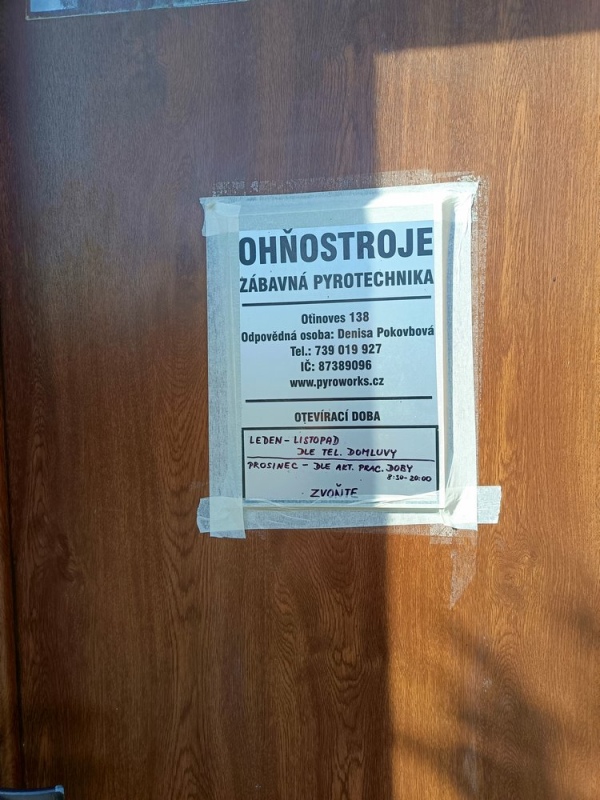 OHŇOSTROJE
ZÁBAVNÁ PYROTECHNIKA
Otinoves 138
Odpovědná osoba: Denisa Pokovbová
Tel.: 739 019 927
IČ: 87389096
www.pyroworks.cz
OTEVÍRACÍ DOBA
LEDEN - LISTOPAD
DLE TEL. DOMLUVY
PROSINEC - DLE AKT. PRAC. DOBY
8:30-20:00
ZVOŇTE